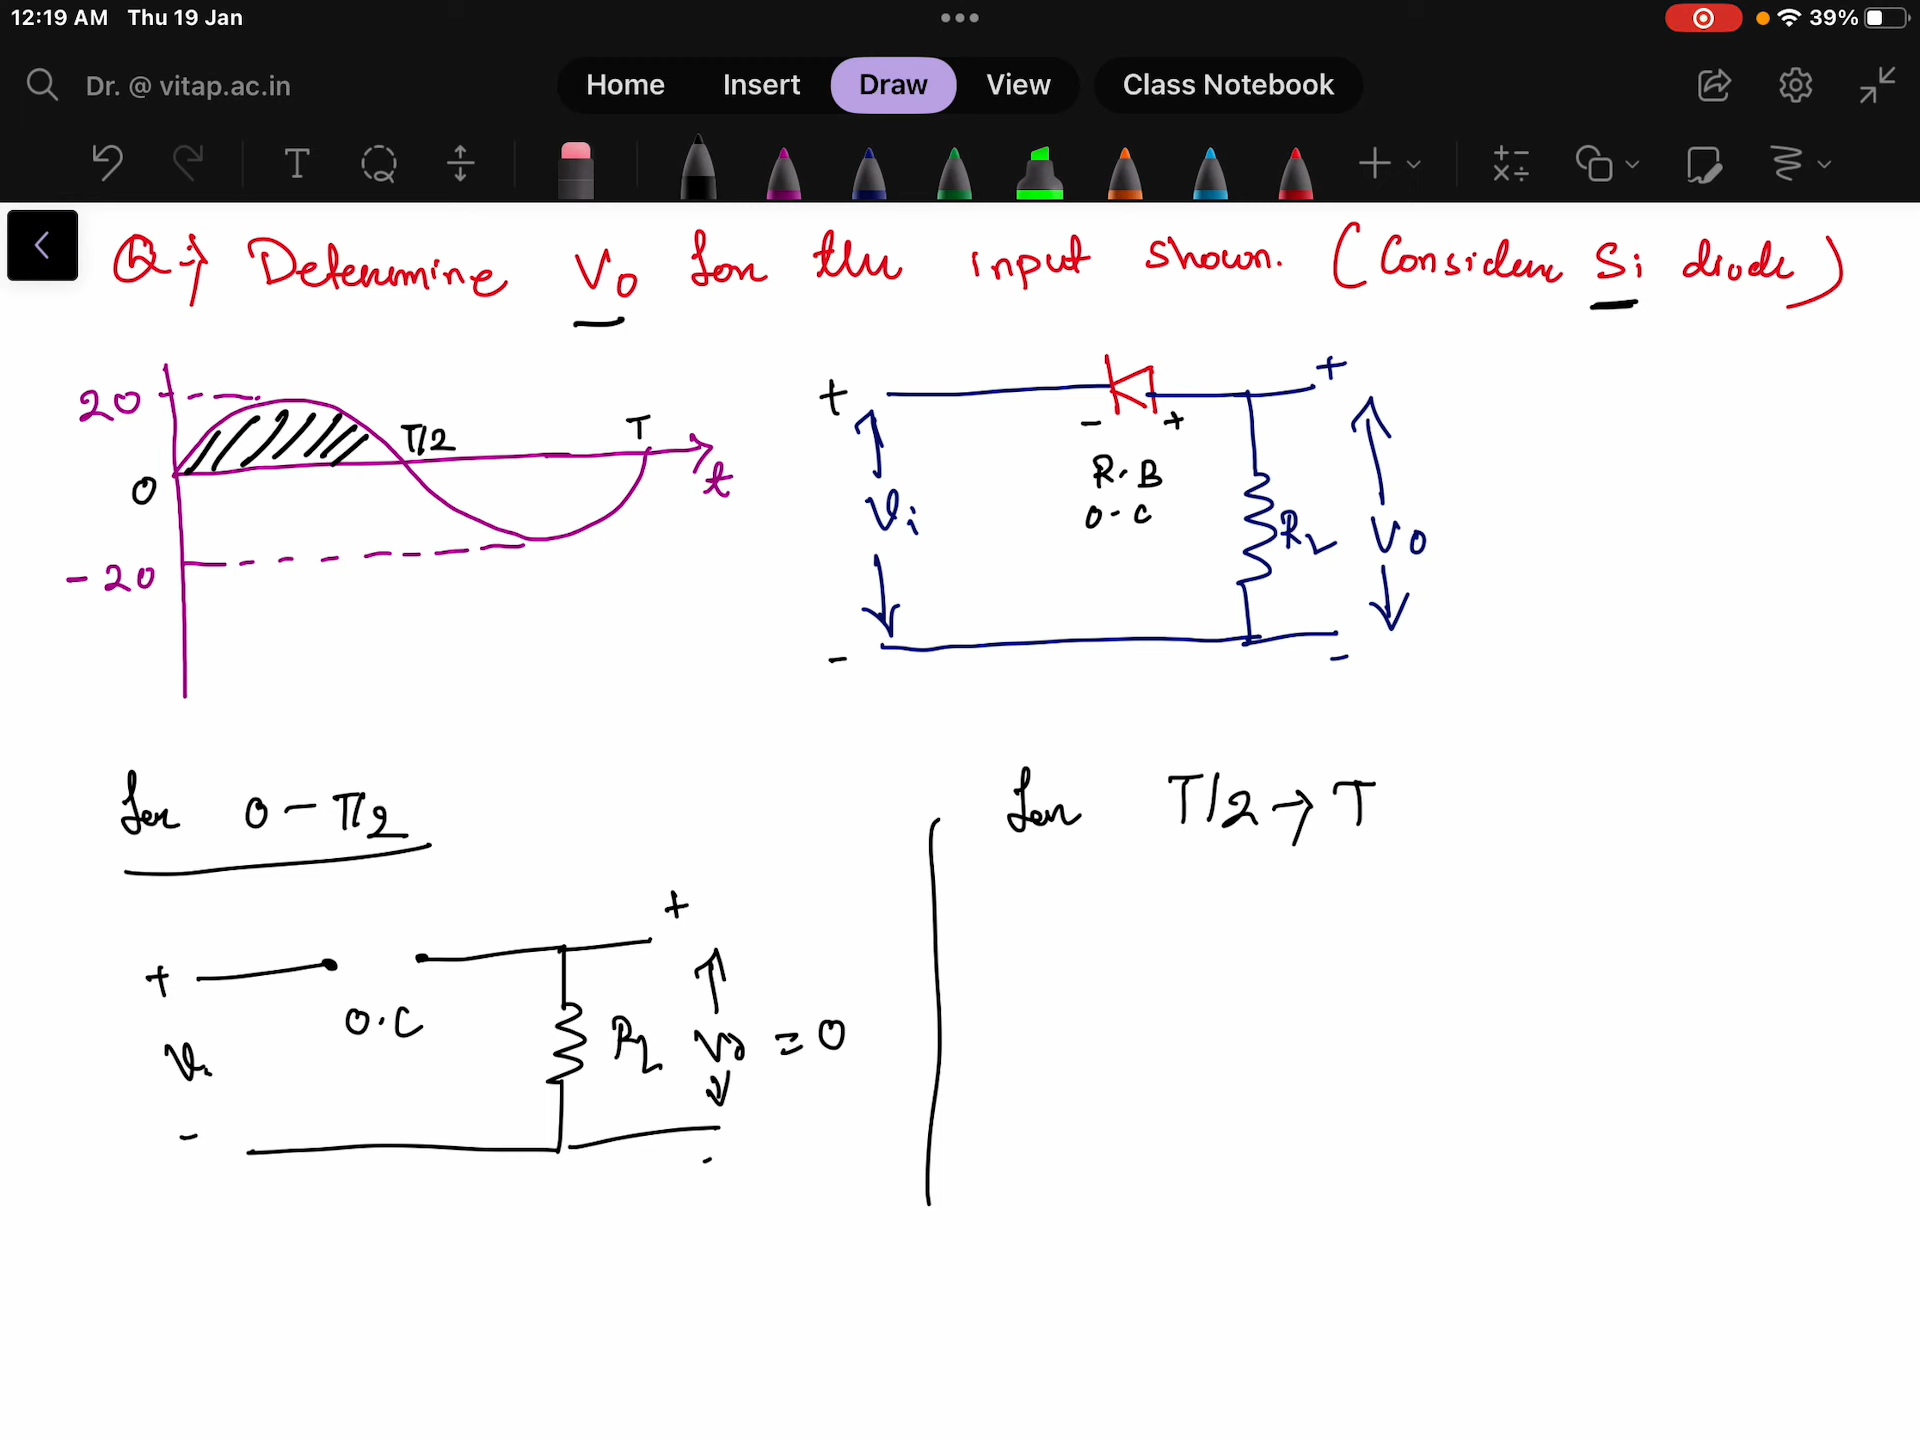 12:19 AM Thu 19 Jan
39%
Dr. @ vitap.ac.in
Home Insert Draw View Class Notebook
T
Q→ Determine Vo for the input shown. (Consider Si diode)
20
0
-20
T/2
T
t
+
Vi
-
- +
R.B
O.C
RL
+
Vo
-
for 0 - T/2
+
Vi
-
O.C
RL
+
Vo = 0
-
for T/2 → T